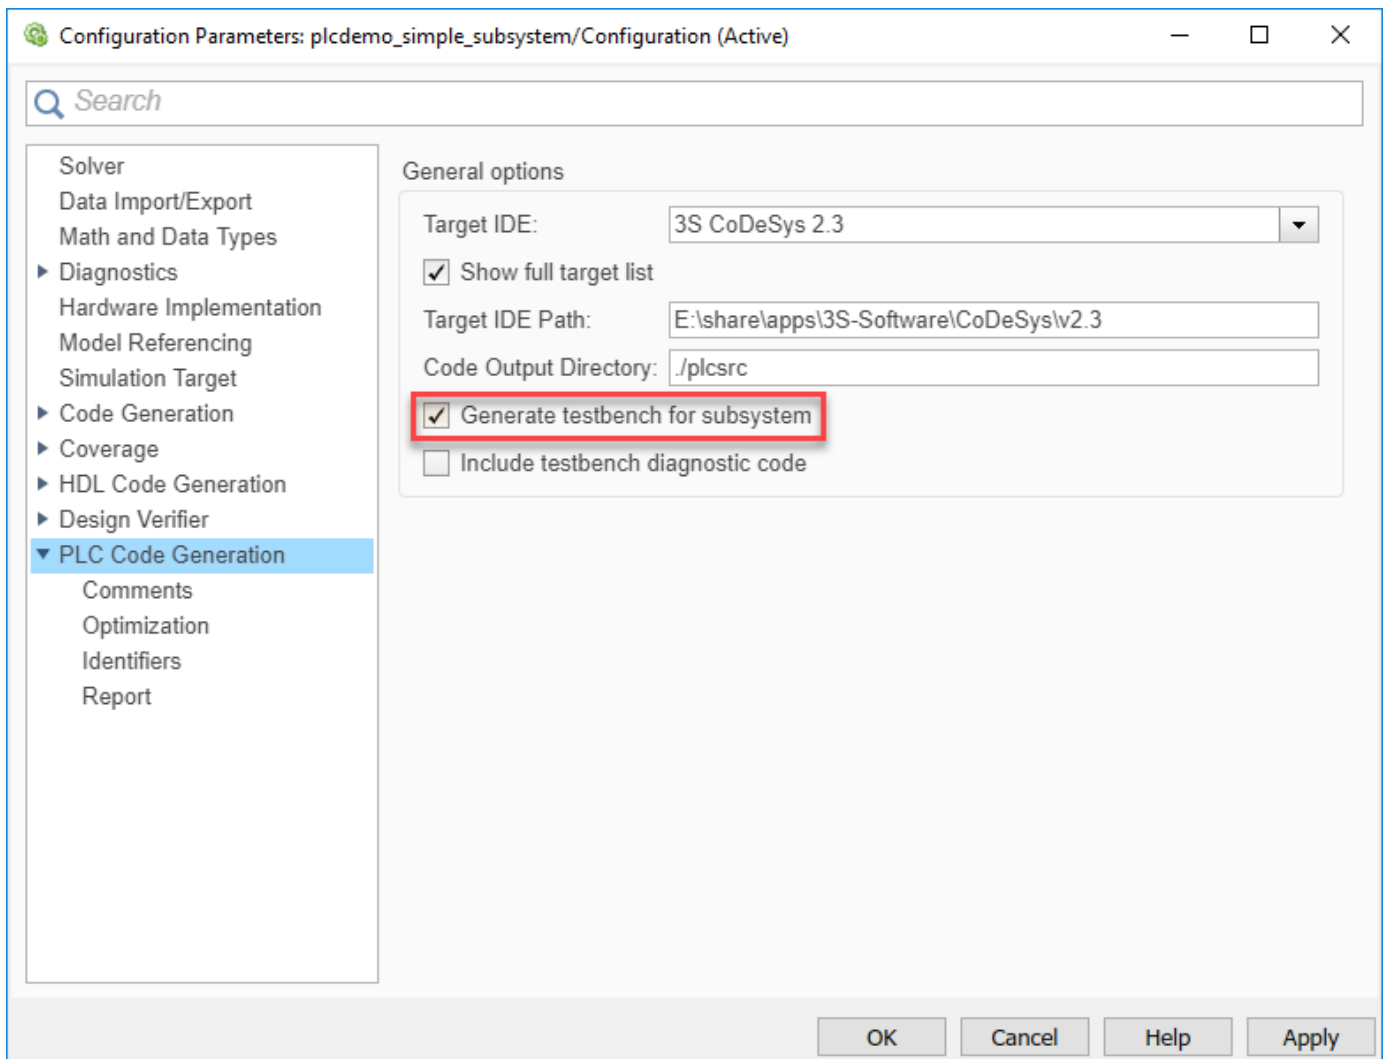 Configuration Parameters: plcdemo_simple_subsystem/Configuration (Active)
Search
Solver
Data Import/Export
Math and Data Types
Diagnostics
Hardware Implementation
Model Referencing
Simulation Target
Code Generation
Coverage
HDL Code Generation
Design Verifier
PLC Code Generation
Comments
Optimization
Identifiers
Report
General options
Target IDE: 3S CoDeSys 2.3
Show full target list
Target IDE Path: E:\share\apps\3S-Software\CoDeSys\v2.3
Code Output Directory: ./plcsrc
Generate testbench for subsystem
Include testbench diagnostic code
OK Cancel Help Apply